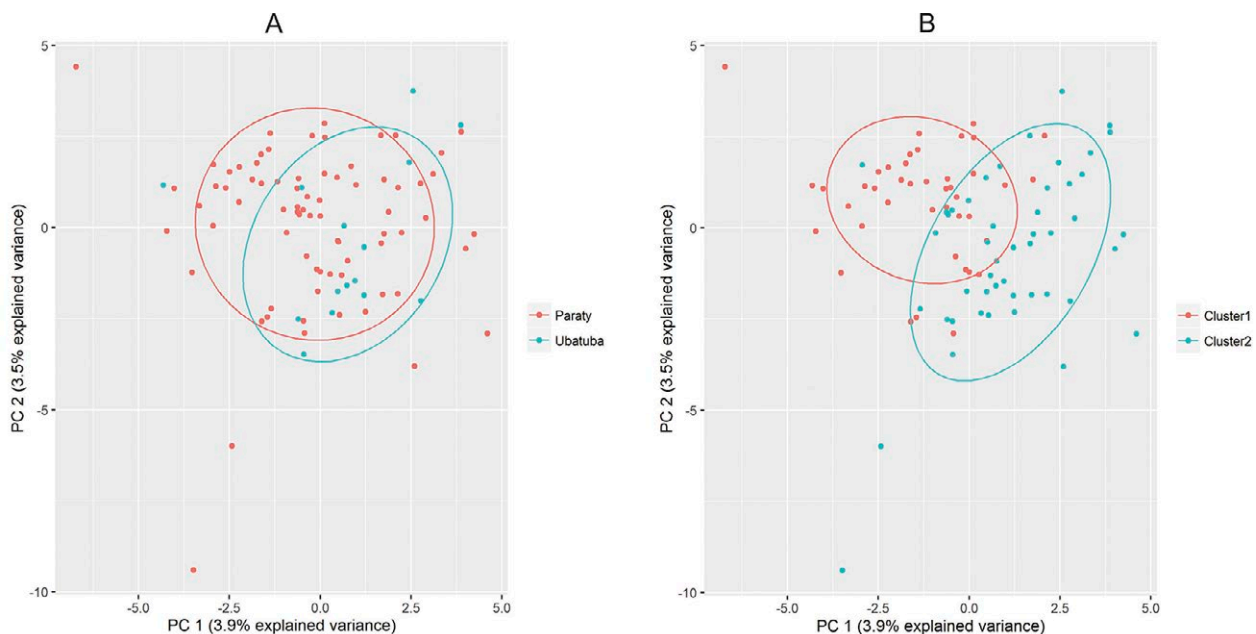 A
5
0
-5
-10
-5.0
-2.5
0.0
2.5
5.0
PC 1 (3.9% explained variance)
PC 2 (3.5% explained variance)
Paraty
Ubatuba
B
5
0
-5
-10
-5.0
-2.5
0.0
2.5
5.0
PC 1 (3.9% explained variance)
PC 2 (3.5% explained variance)
Cluster1
Cluster2